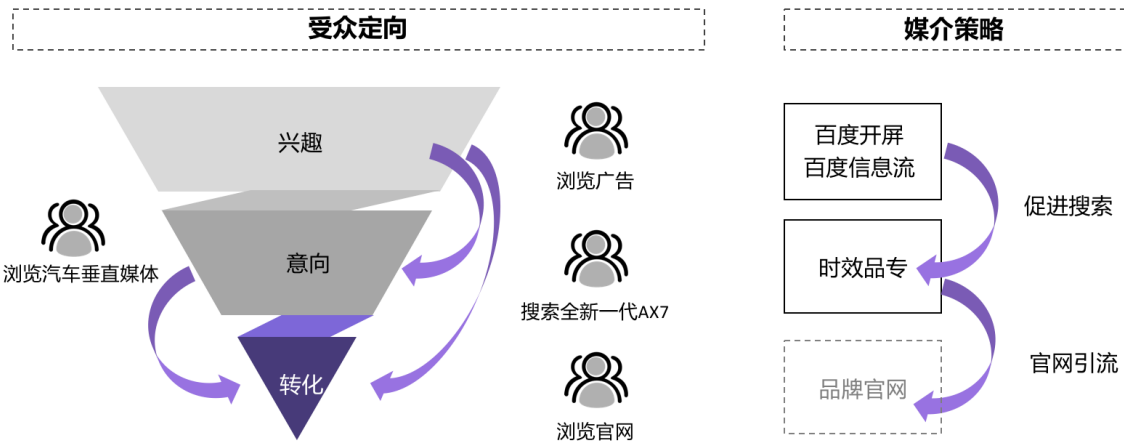 受众定向
媒介策略
兴趣
浏览广告
百度开屏
百度信息流
促进搜索
浏览汽车垂直媒体
意向
搜索全新一代AX7
时效品专
官网引流
转化
浏览官网
品牌官网